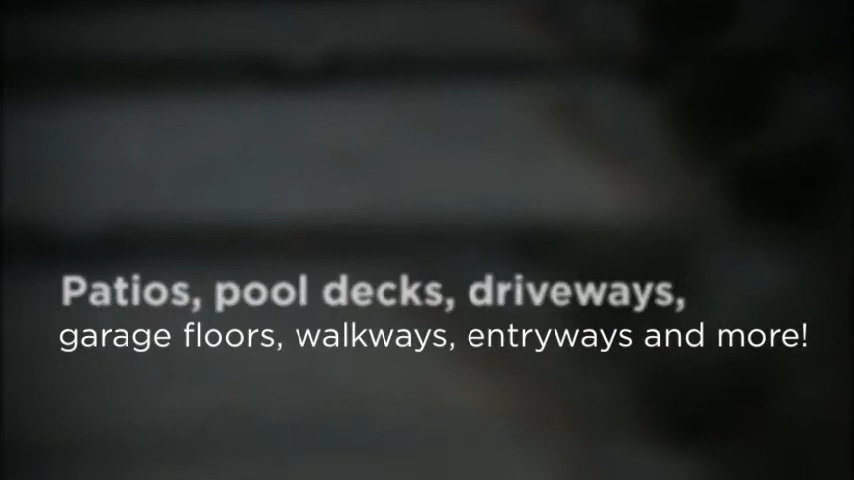 Patios, pool decks, driveways,
garage floors, walkways, entryways and more!